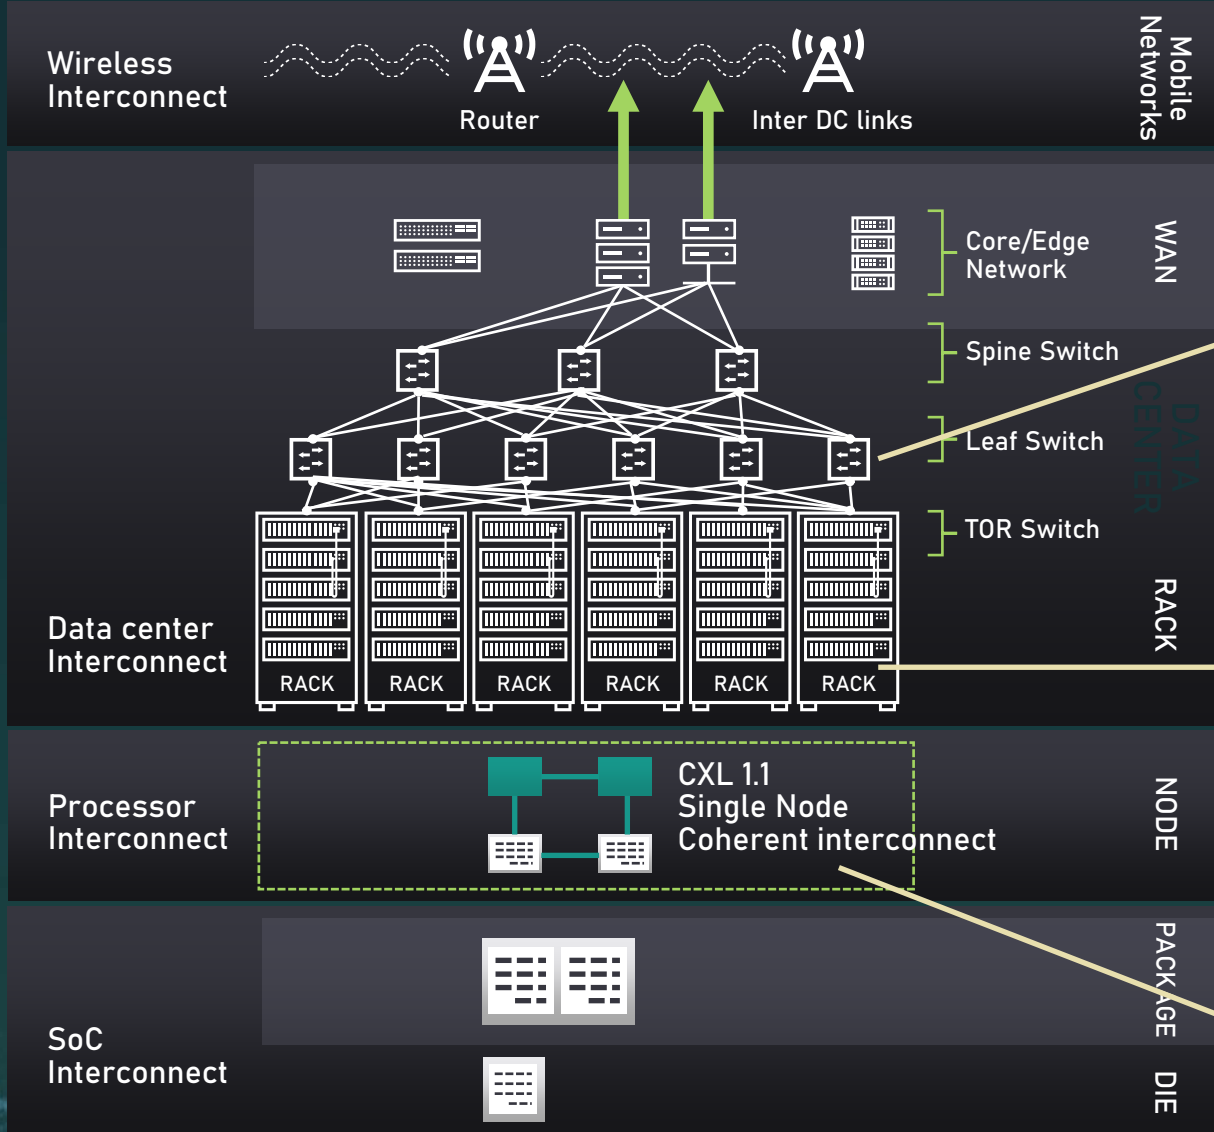 Wireless
Interconnect
Router
Inter DC links
Mobile
Networks
WAN
Core/Edge
Network
Spine Switch
DATA
CENTER
Leaf Switch
TOR Switch
RACK
Data center
Interconnect
RACK
RACK
RACK
RACK
RACK
RACK
Processor
Interconnect
CXL 1.1
Single Node
Coherent interconnect
NODE
PACKAGE
SoC
Interconnect
DIE